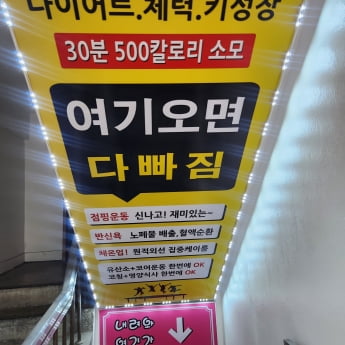 다이어트.체력.키성장
30분 500칼로리 소모
여기오면
다빠짐
점핑운동 신나고! 재미있는~
반신욕 노폐물 배출,혈액순환
체온업! 원적외선 집중케어룸
유산소+코어운동 한번에 OK
코칭+영양식사 한번에 OK
내려와